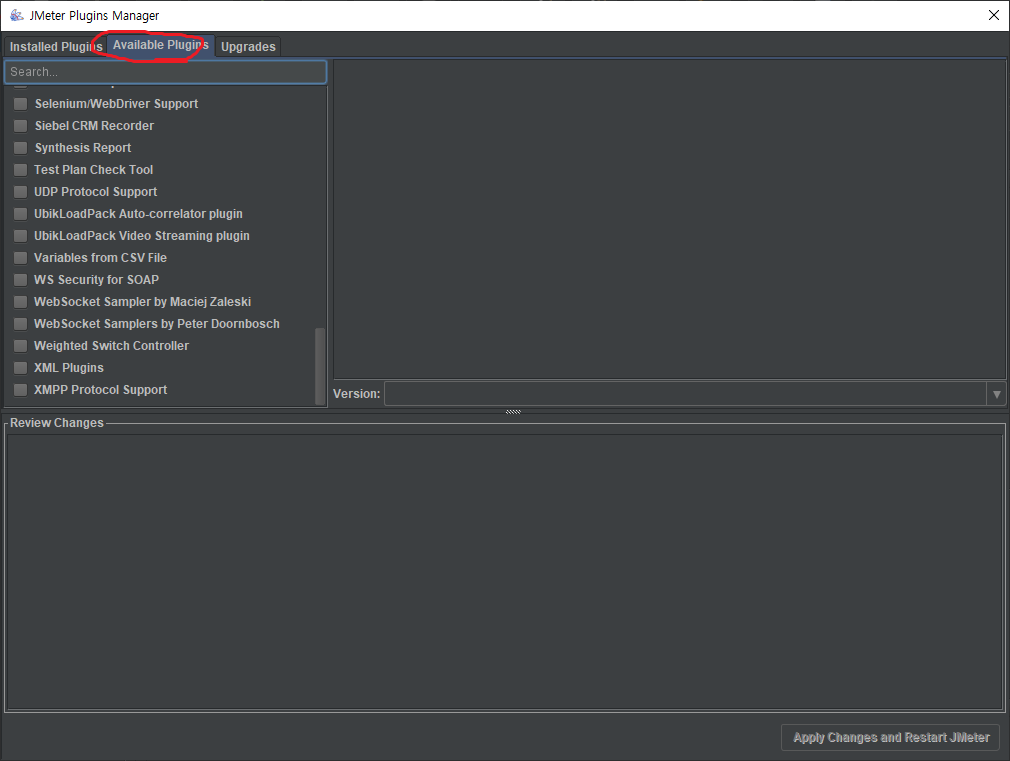 JMeter Plugins Manager
Installed Plugins Available Plugins Upgrades
Search...
Selenium/WebDriver Support
Siebel CRM Recorder
Synthesis Report
Test Plan Check Tool
UDP Protocol Support
UbikLoadPack Auto-correlator plugin
UbikLoadPack Video Streaming plugin
Variables from CSV File
WS Security for SOAP
WebSocket Sampler by Maciej Zaleski
WebSocket Samplers by Peter Doornbosch
Weighted Switch Controller
XML Plugins
XMPP Protocol Support
Version:
Review Changes
Apply Changes and Restart JMeter